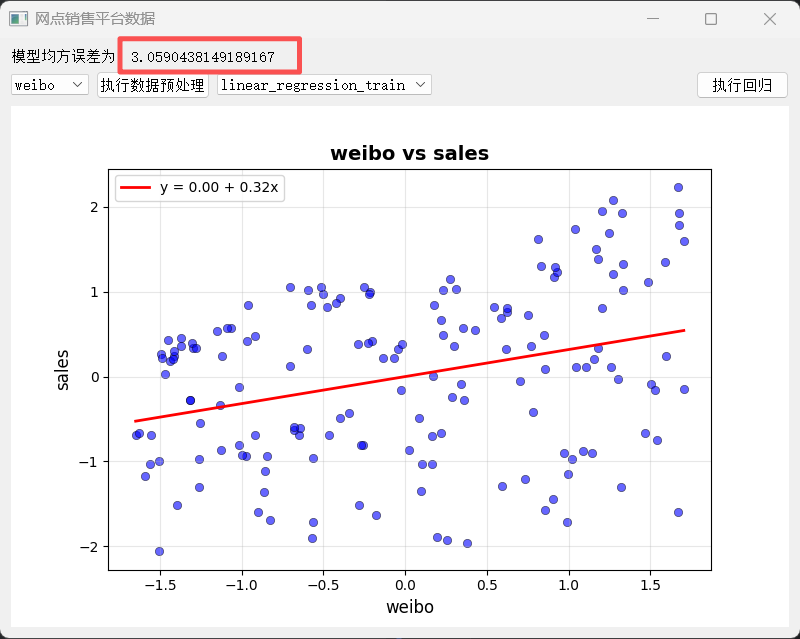 网点销售平台数据
模型均方误差为 3.0590438149189167
weibo 执行数据预处理 linear_regression_train 执行回归
weibo vs sales
y = 0.00 + 0.32x
2
1
0
−1
−2
sales
−1.5 −1.0 −0.5 0.0 0.5 1.0 1.5
weibo